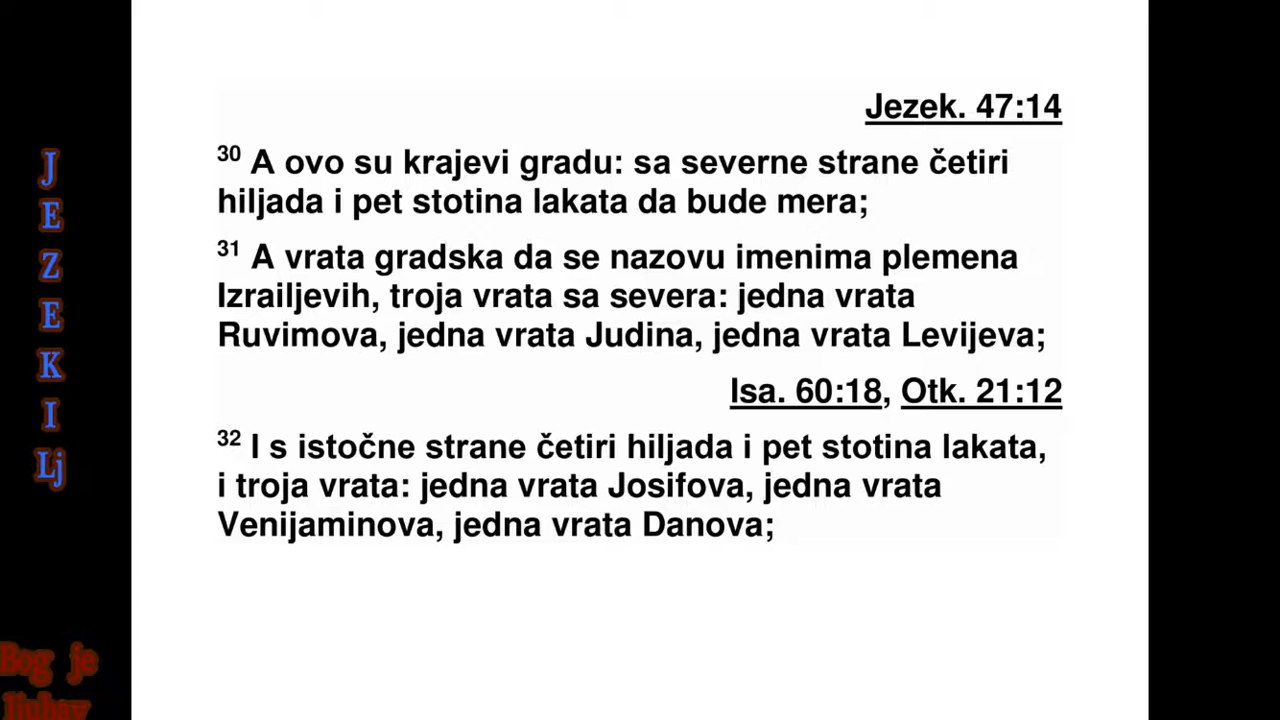 J
E
Z
E
K
I
Lj
Jezek. 47:14
30 A ovo su krajevi gradu: sa severne strane četiri
hiljada i pet stotina lakata da bude mera;
31 A vrata gradska da se nazovu imenima plemena
Izrailjevih, troja vrata sa severa: jedna vrata
Ruvimova, jedna vrata Judina, jedna vrata Levijeva;
Isa. 60:18, Otk. 21:12
32 I s istočne strane četiri hiljada i pet stotina lakata,
i troja vrata: jedna vrata Josifova, jedna vrata
Venijaminova, jedna vrata Danova;
Bog je
ljubav